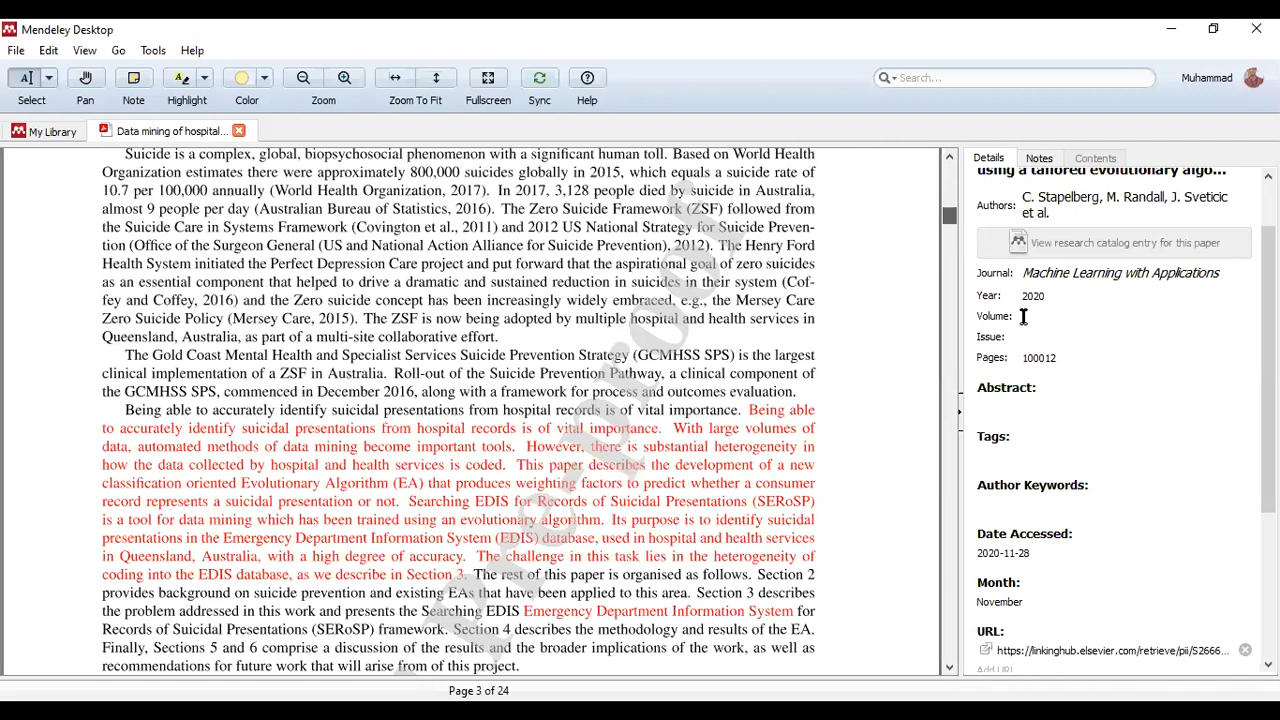 Mendeley Desktop
File Edit View Go Tools Help
Select Pan Note Highlight Color Zoom Zoom To Fit Fullscreen Sync Help
Search...
Muhammad
My Library
Data mining of hospital...
Suicide is a complex, global, biopsychosocial phenomenon with a significant human toll. Based on World Health
Organization estimates there were approximately 800,000 suicides globally in 2015, which equals a suicide rate of
10.7 per 100,000 annually (World Health Organization, 2017). In 2017, 3,128 people died by suicide in Australia,
almost 9 people per day (Australian Bureau of Statistics, 2016). The Zero Suicide Framework (ZSF) followed from
the Suicide Care in Systems Framework (Covington et al., 2011) and 2012 US National Strategy for Suicide Preven-
tion (Office of the Surgeon General (US and National Action Alliance for Suicide Prevention), 2012). The Henry Ford
Health System initiated the Perfect Depression Care project and put forward that the aspirational goal of zero suicides
as an essential component that helped to drive a dramatic and sustained reduction in suicides in their system (Cof-
fey and Coffey, 2016) and the Zero suicide concept has been increasingly widely embraced, e.g., the Mersey Care
Zero Suicide Policy (Mersey Care, 2015). The ZSF is now being adopted by multiple hospital and health services in
Queensland, Australia, as part of a multi-site collaborative effort.
The Gold Coast Mental Health and Specialist Services Suicide Prevention Strategy (GCMHSS SPS) is the largest
clinical implementation of a ZSF in Australia. Roll-out of the Suicide Prevention Pathway, a clinical component of
the GCMHSS SPS, commenced in December 2016, along with a framework for process and outcomes evaluation.
Being able to accurately identify suicidal presentations from hospital records is of vital importance. Being able
to accurately identify suicidal presentations from hospital records is of vital importance. With large volumes of
data, automated methods of data mining become important tools. However, there is substantial heterogeneity in
how the data collected by hospital and health services is coded. This paper describes the development of a new
classification oriented Evolutionary Algorithm (EA) that produces weighting factors to predict whether a consumer
record represents a suicidal presentation or not. Searching EDIS for Records of Suicidal Presentations (SERoSP)
is a tool for data mining which has been trained using an evolutionary algorithm. Its purpose is to identify suicidal
presentations in the Emergency Department Information System (EDIS) database, used in hospital and health services
in Queensland, Australia, with a high degree of accuracy. The challenge in this task lies in the heterogeneity of
coding into the EDIS database, as we describe in Section 3. The rest of this paper is organised as follows. Section 2
provides background on suicide prevention and existing EAs that have been applied to this area. Section 3 describes
the problem addressed in this work and presents the Searching EDIS Emergency Department Information System for
Records of Suicidal Presentations (SERoSP) framework. Section 4 describes the methodology and results of the EA.
Finally, Sections 5 and 6 comprise a discussion of the results and the broader implications of the work, as well as
recommendations for future work that will arise from of this project.
Pre-proof
Page 3 of 24
Details Notes Contents
using a tailored evolutionary algo...
Authors: C. Stapelberg, M. Randall, J. Sveticic
et al.
View research catalog entry for this paper
Journal: Machine Learning with Applications
Year: 2020
Volume:
Issue:
Pages: 100012
Abstract:
Tags:
Author Keywords:
Date Accessed:
2020-11-28
Month:
November
URL:
https://linkinghub.elsevier.com/retrieve/pii/S2666...
Add URL